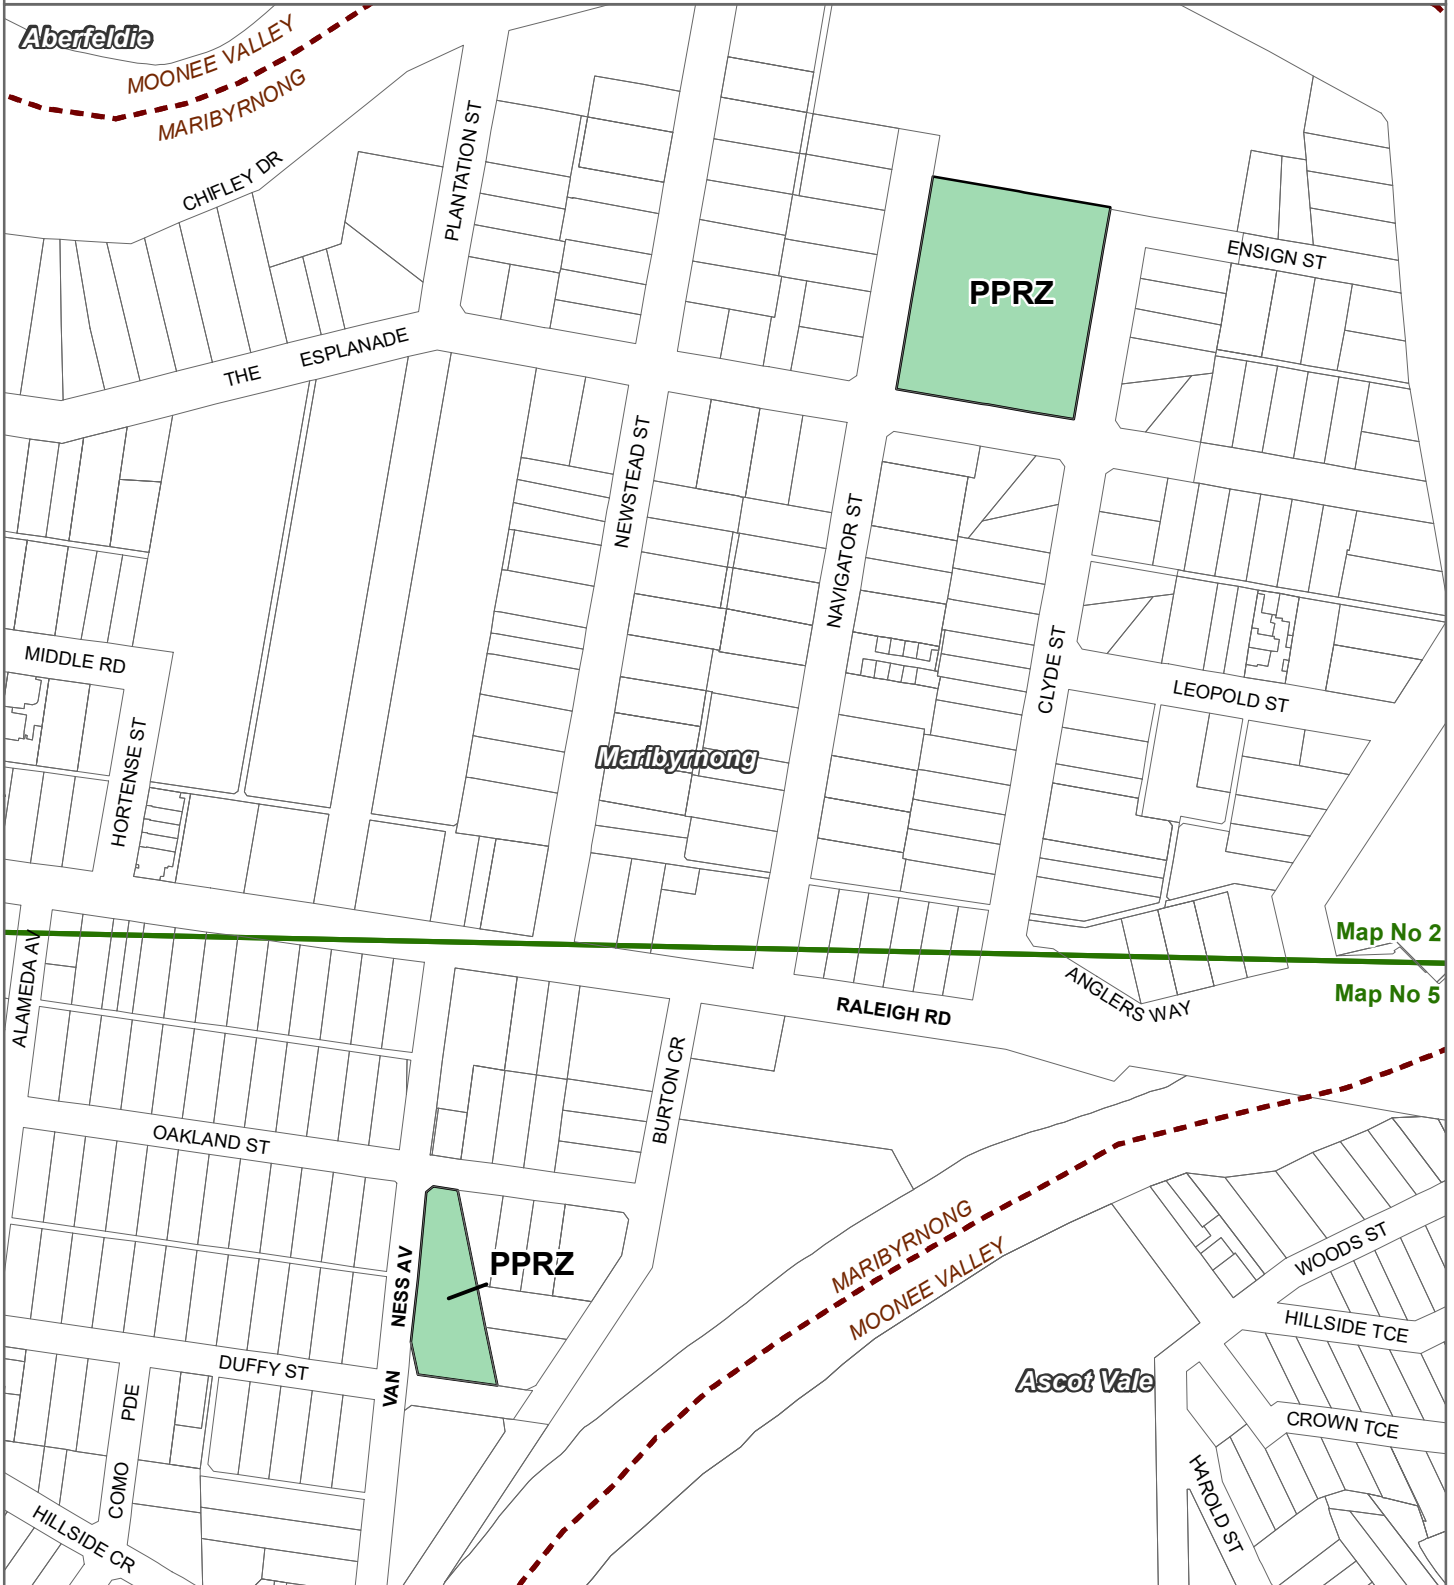 Aberfeldie
MOONEE VALLEY
MARIBYRNONG
CHIFLEY DR
PLANTATION ST
ENSIGN ST
PPRZ
THE ESPLANADE
NEWSTEAD ST
NAVIGATOR ST
CLYDE ST
MIDDLE RD
LEOPOLD ST
HORTENSE ST
Maribyrnong
Map No 2
Map No 5
ALAMEDA AV
ANGLERS WAY
RALEIGH RD
BURTON CR
OAKLAND ST
MARIBYRNONG
MOONEE VALLEY
WOODS ST
PPRZ
VAN NESS AV
HILLSIDE TCE
DUFFY ST
Ascot Vale
COMO PDE
CROWN TCE
HAROLD ST
HILLSIDE CR